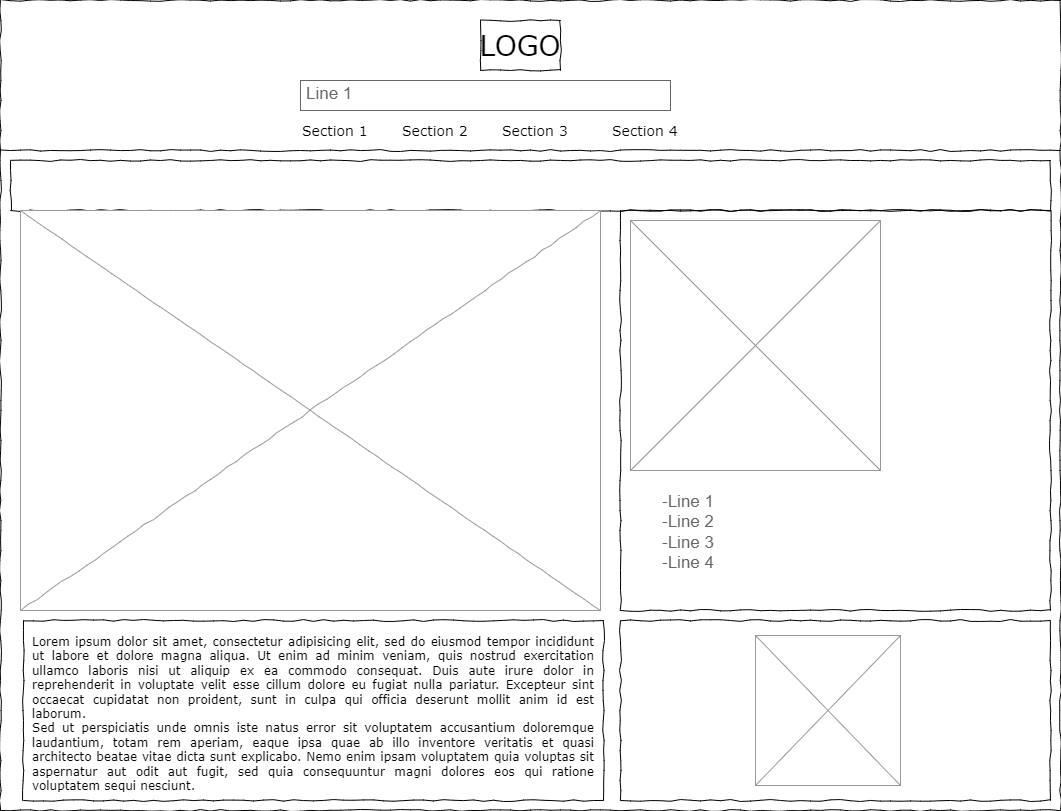 LOGO
Line 1
Section 1 Section 2 Section 3 Section 4
-Line 1
-Line 2
-Line 3
-Line 4
Lorem ipsum dolor sit amet, consectetur adipisicing elit, sed do eiusmod tempor incididunt
ut labore et dolore magna aliqua. Ut enim ad minim veniam, quis nostrud exercitation
ullamco laboris nisi ut aliquip ex ea commodo consequat. Duis aute irure dolor in
reprehenderit in voluptate velit esse cillum dolore eu fugiat nulla pariatur. Excepteur sint
occaecat cupidatat non proident, sunt in culpa qui officia deserunt mollit anim id est
laborum.
Sed ut perspiciatis unde omnis iste natus error sit voluptatem accusantium doloremque
laudantium, totam rem aperiam, eaque ipsa quae ab illo inventore veritatis et quasi
architecto beatae vitae dicta sunt explicabo. Nemo enim ipsam voluptatem quia voluptas sit
aspernatur aut odit aut fugit, sed quia consequuntur magni dolores eos qui ratione
voluptatem sequi nesciunt.